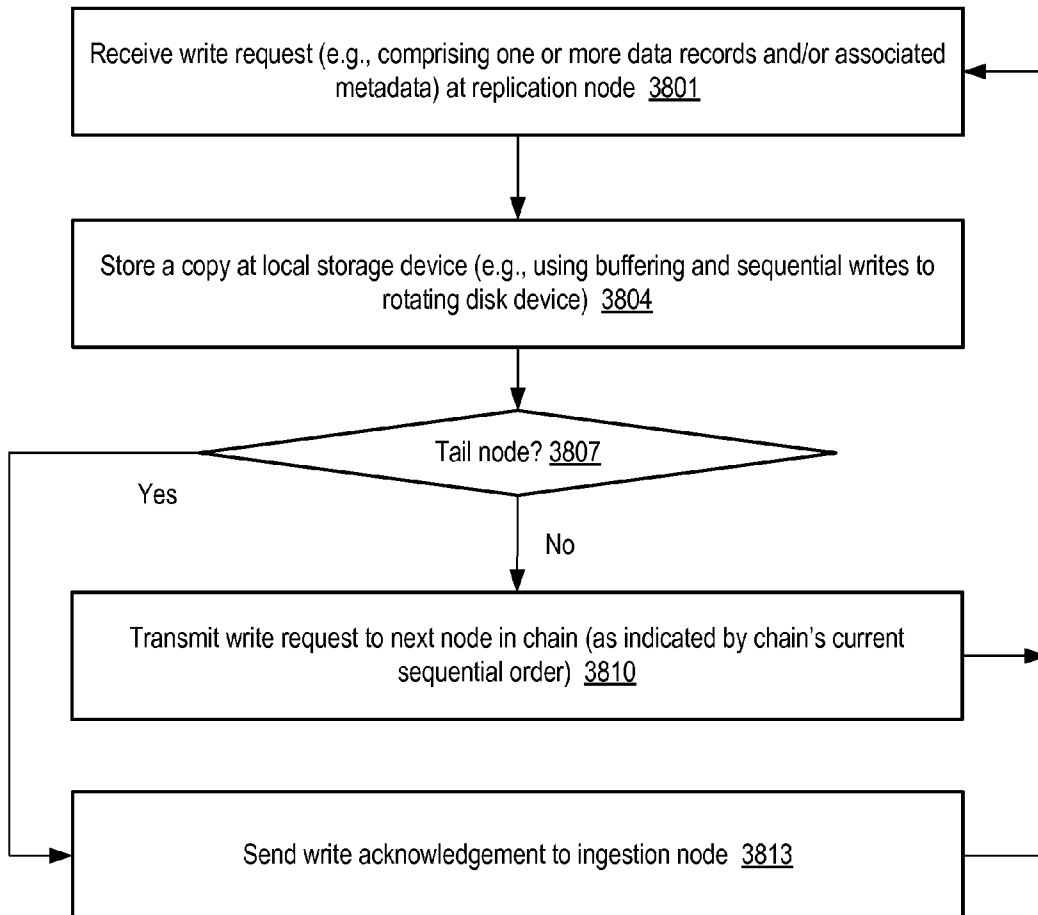 Receive write request (e.g., comprising one or more data records and/or associated
metadata) at replication node 3801
Store a copy at local storage device (e.g., using buffering and sequential writes to
rotating disk device) 3804
Tail node? 3807
Yes
No
Transmit write request to next node in chain (as indicated by chain's current
sequential order) 3810
Send write acknowledgement to ingestion node 3813